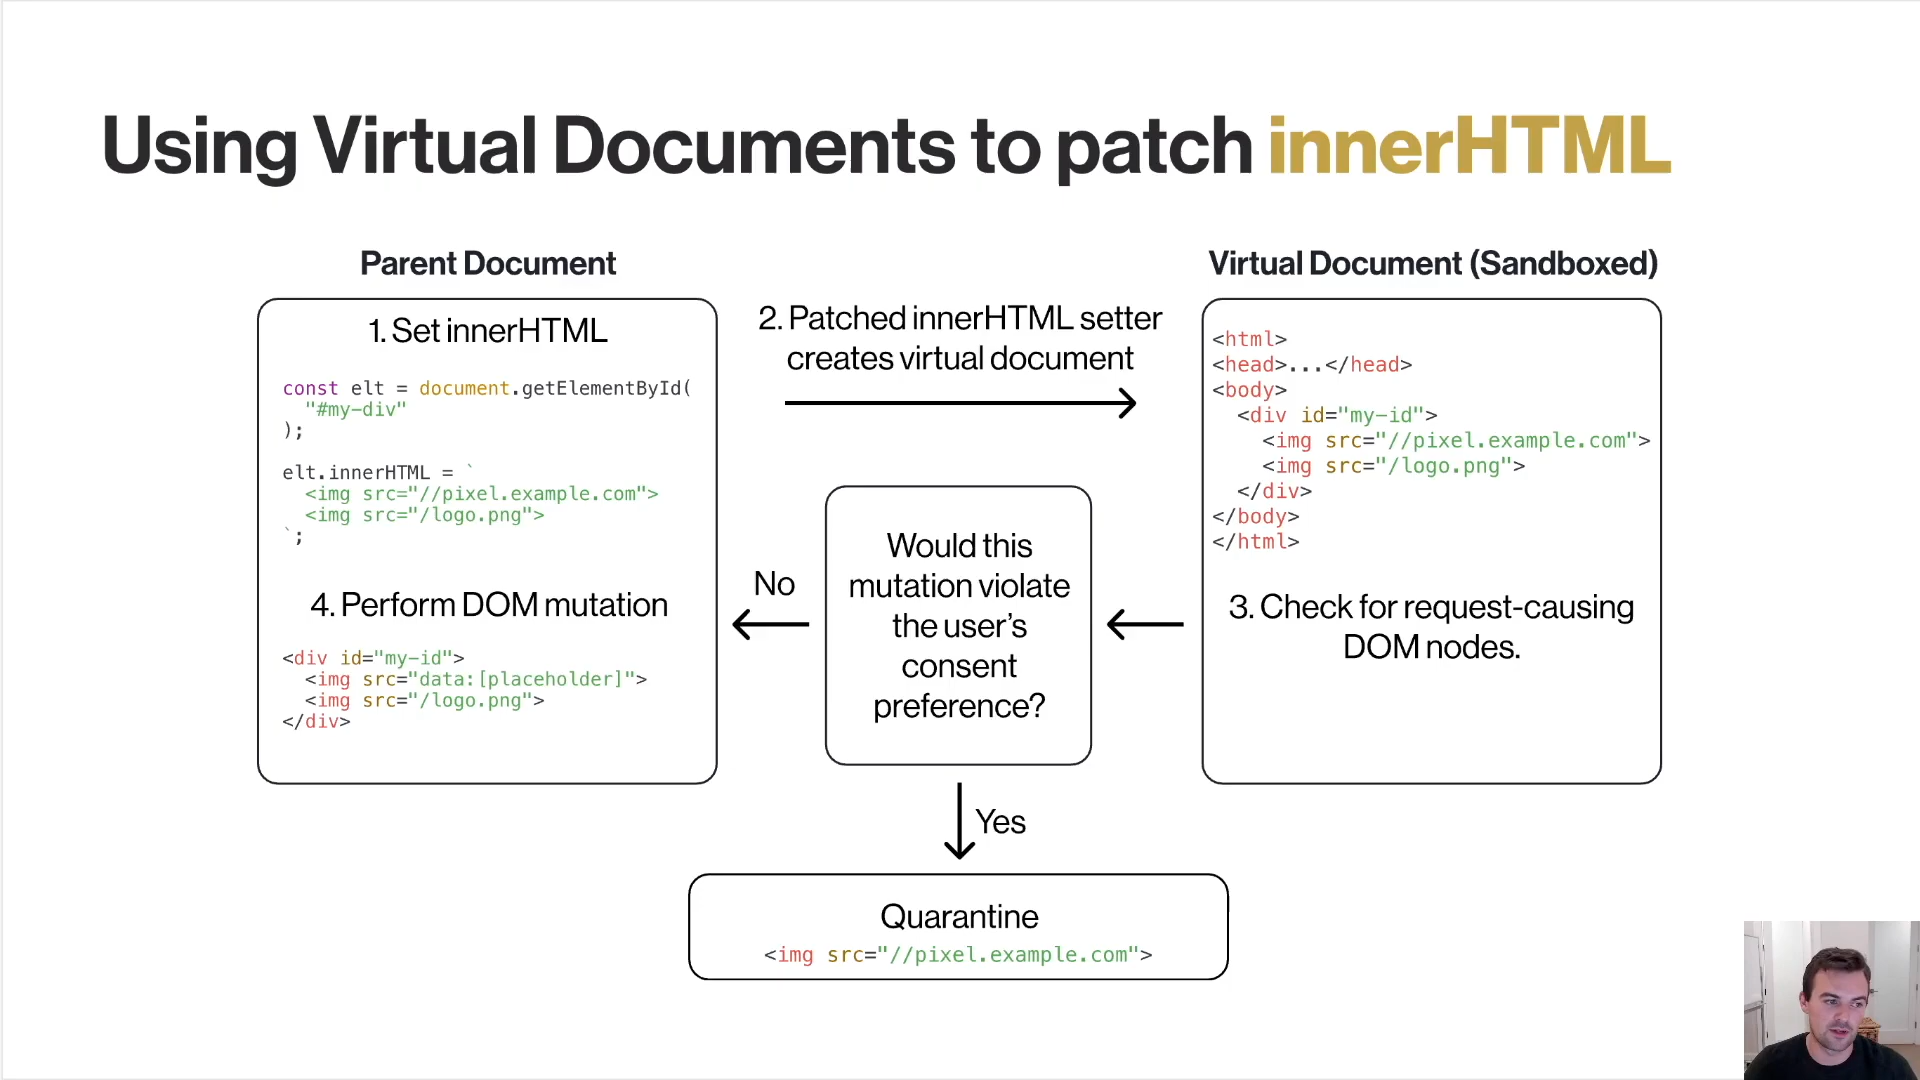 Using Virtual Documents to patch innerHTML
Parent Document
1. Set innerHTML
const elt = document.getElementById(
"#my-div"
);
elt.innerHTML = `
<img src="//pixel.example.com">
<img src="/logo.png">
`;
4. Perform DOM mutation
<div id="my-id">
<img src="data:[placeholder]">
<img src="/logo.png">
</div>
2. Patched innerHTML setter
creates virtual document
Virtual Document (Sandboxed)
<html>
<head>...</head>
<body>
<div id="my-id">
<img src="//pixel.example.com">
<img src="/logo.png">
</div>
</body>
</html>
3. Check for request-causing
DOM nodes.
Would this
mutation violate
the user's
consent
preference?
No
Yes
Quarantine
<img src="//pixel.example.com">